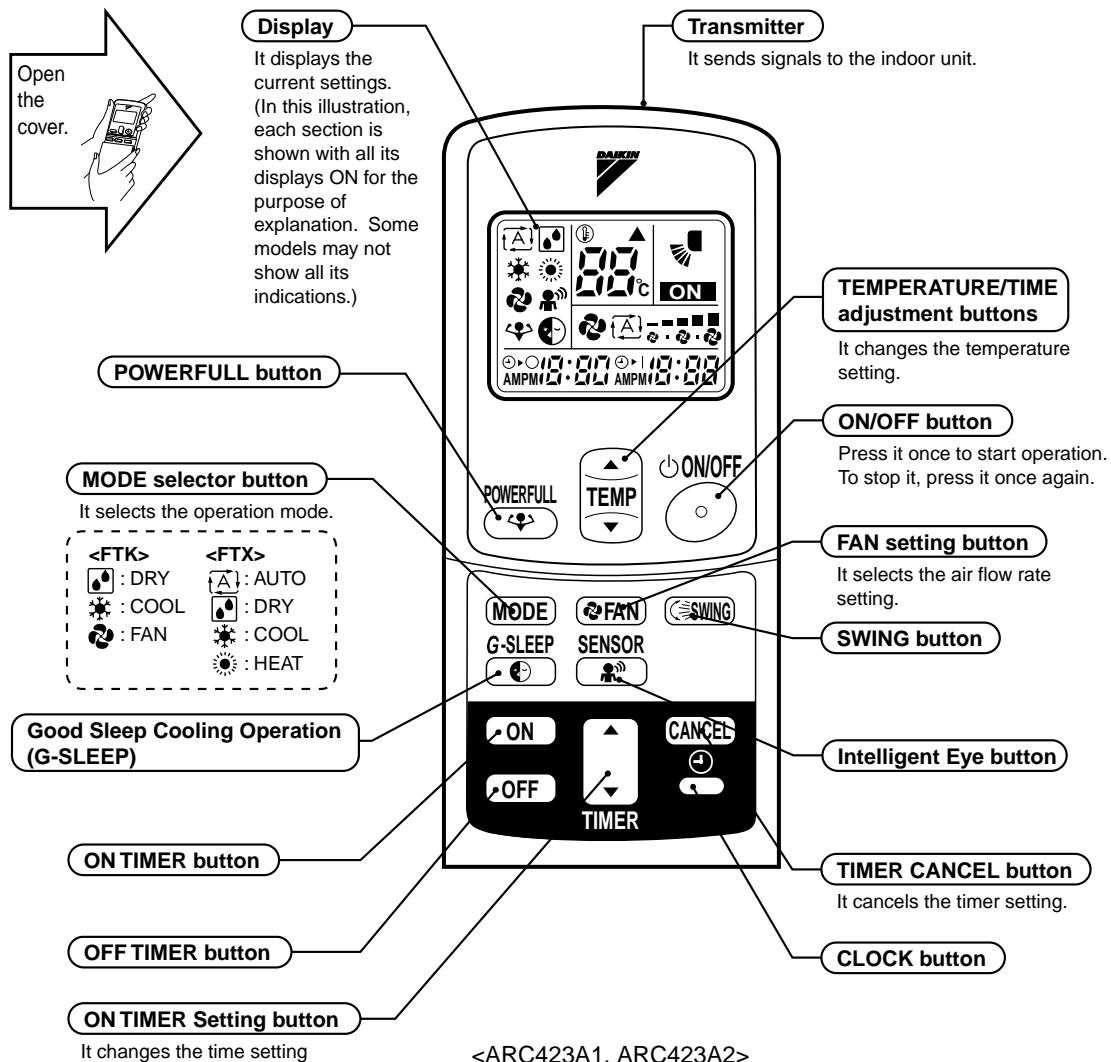 Open
the
cover.
Display
It displays the
current settings.
(In this illustration,
each section is
shown with all its
displays ON for the
purpose of
explanation. Some
models may not
show all its
indications.)
Transmitter
It sends signals to the indoor unit.
DAIKIN
A
88°C
ON
A
AMPM 18:80 AMPM 18:88
TEMPERATURE/TIME
adjustment buttons
It changes the temperature
setting.
POWERFULL button
ON/OFF button
Press it once to start operation.
To stop it, press it once again.
MODE selector button
It selects the operation mode.
<FTK> <FTX>
: DRY A : AUTO
: COOL : DRY
: FAN : COOL
: HEAT
POWERFULL
TEMP
ON/OFF
FAN setting button
It selects the air flow rate
setting.
MODE FAN SWING
SWING button
G-SLEEP SENSOR
Good Sleep Cooling Operation
(G-SLEEP)
Intelligent Eye button
ON CANCEL
OFF
TIMER
ON TIMER button
TIMER CANCEL button
It cancels the timer setting.
OFF TIMER button
CLOCK button
ON TIMER Setting button
It changes the time setting
<ARC423A1, ARC423A2>